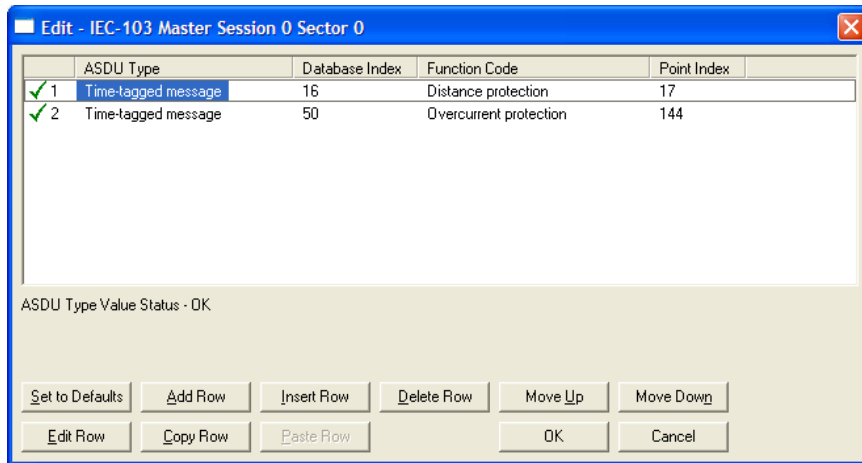 Edit - IEC-103 Master Session 0 Sector 0
ASDU Type Database Index Function Code Point Index
1 Time-tagged message 16 Distance protection 17
2 Time-tagged message 50 Overcurrent protection 144
ASDU Type Value Status - OK
Set to Defaults Add Row Insert Row Delete Row Move Up Move Down
Edit Row Copy Row Paste Row OK Cancel